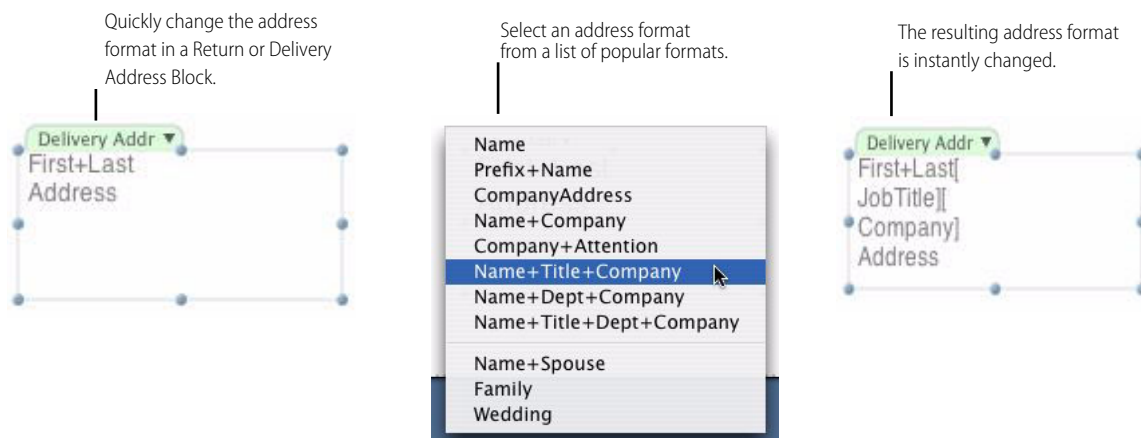 Quickly change the address
format in a Return or Delivery
Address Block.
Delivery Addr ▼
First+Last
Address
Select an address format
from a list of popular formats.
Name
Prefix+Name
CompanyAddress
Name+Company
Company+Attention
Name+Title+Company
Name+Dept+Company
Name+Title+Dept+Company
Name+Spouse
Family
Wedding
The resulting address format
is instantly changed.
Delivery Addr ▼
First+Last[
JobTitle][
Company]
Address